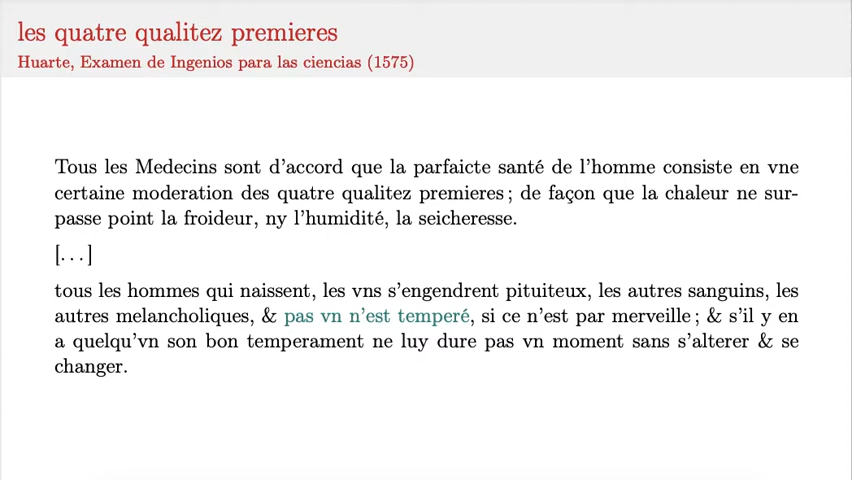 les quatre qualitez premieres
Huarte, Examen de Ingenios para las ciencias (1575)
Tous les Medecins sont d'accord que la parfaicte santé de l'homme consiste en vne
certaine moderation des quatre qualitez premieres ; de façon que la chaleur ne sur-
passe point la froideur, ny l'humidité, la seicheresse.
[...]
tous les hommes qui naissent, les vns s'engendrent pituiteux, les autres sanguins, les
autres melancholiques, & pas vn n'est temperé, si ce n'est par merveille ; & s'il y en
a quelqu'vn son bon temperament ne luy dure pas vn moment sans s'alterer & se
changer.